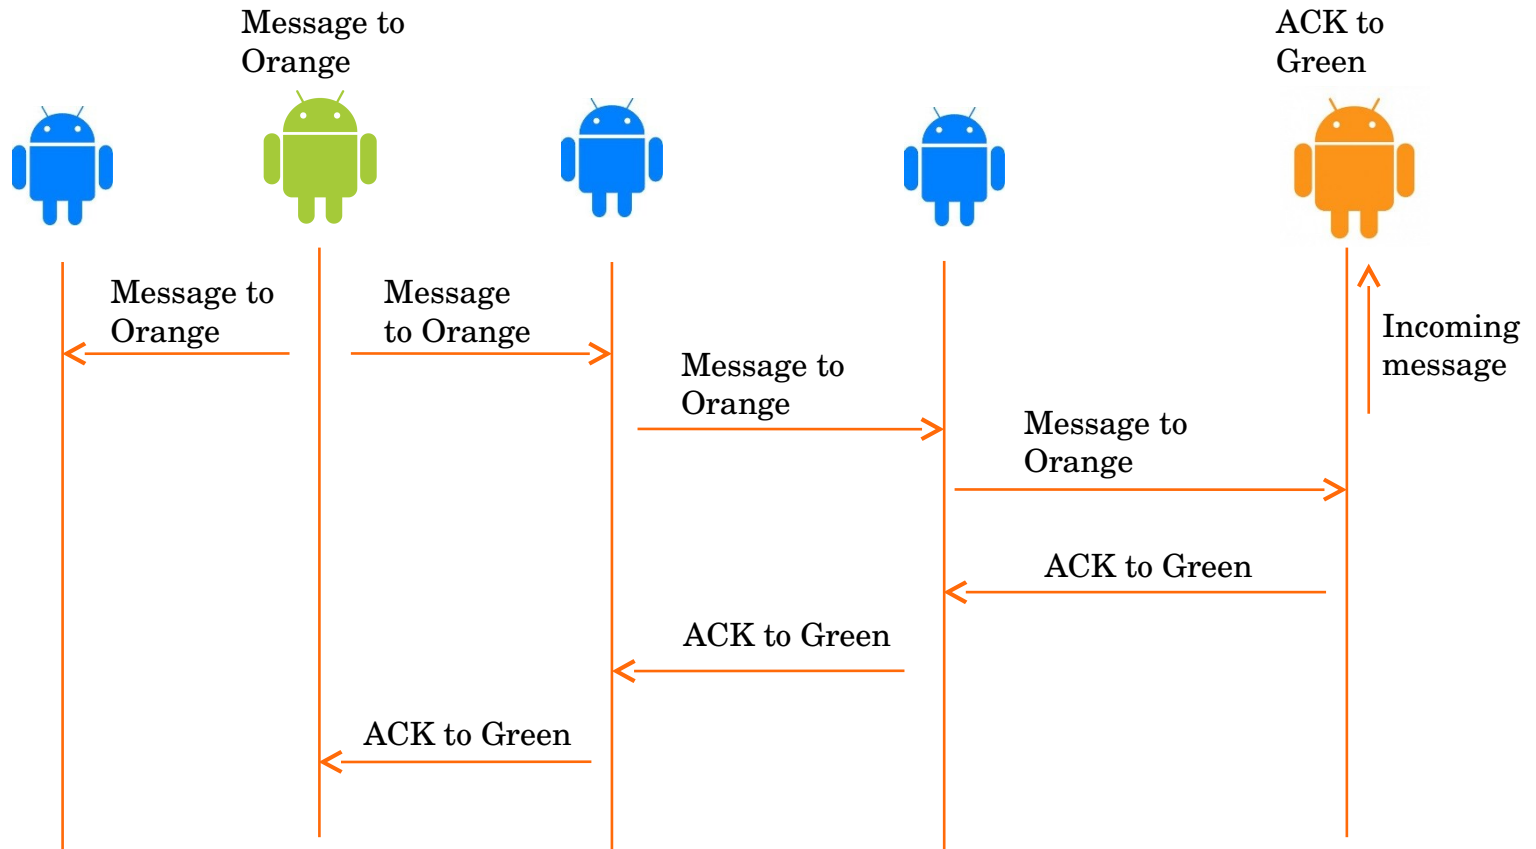 Message to
Orange
ACK to
Green
Message to
Orange
Message
to Orange
Incoming
message
Message to
Orange
Message to
Orange
ACK to Green
ACK to Green
ACK to Green